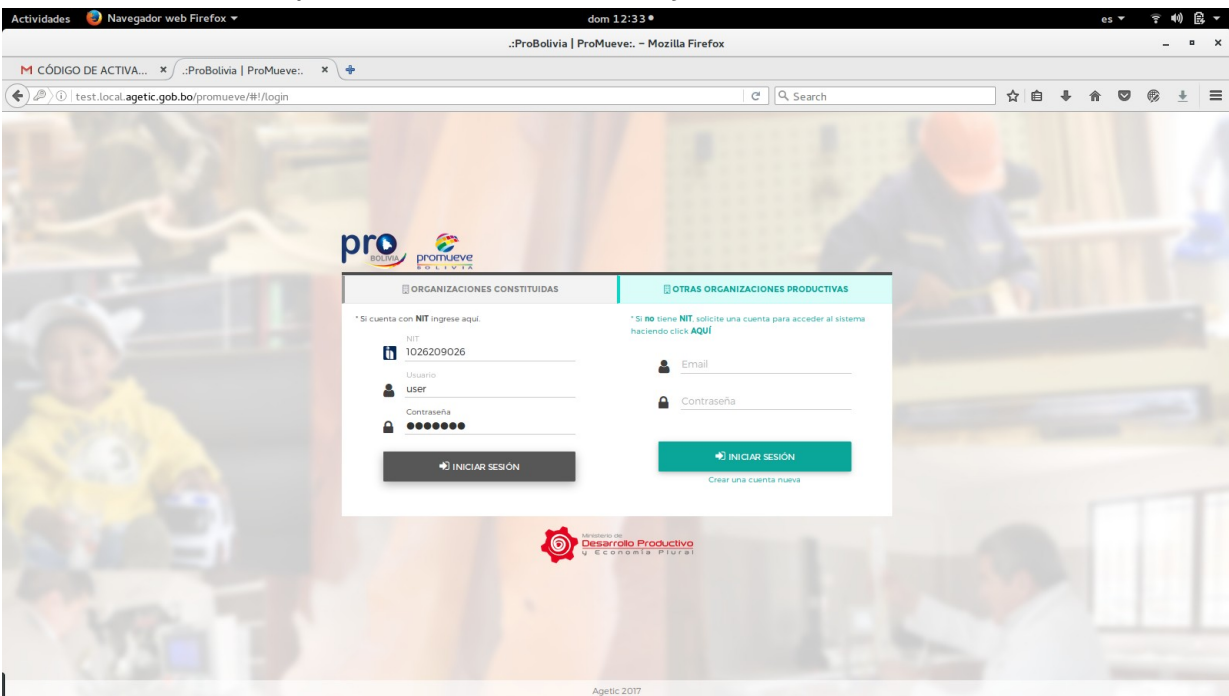 Actividades Navegador web Firefox dom 12:33 es
.:ProBolivia | ProMueve:. – Mozilla Firefox
CÓDIGO DE ACTIVA... × .:ProBolivia | ProMueve:. ×
test.local.agetic.gob.bo/promueve/#!/login Search
pro BOLIVIA promueve BOLIVIA
ORGANIZACIONES CONSTITUIDAS
* Si cuenta con NIT ingrese aquí.
NIT
1026209026
Usuario
user
Contraseña
●●●●●●●
INICIAR SESIÓN
OTRAS ORGANIZACIONES PRODUCTIVAS
* Si no tiene NIT, solicite una cuenta para acceder al sistema
haciendo click AQUÍ
Email
Contraseña
INICIAR SESIÓN
Crear una cuenta nueva
Ministerio de
Desarrollo Productivo
y Economía Plural
Agetic 2017